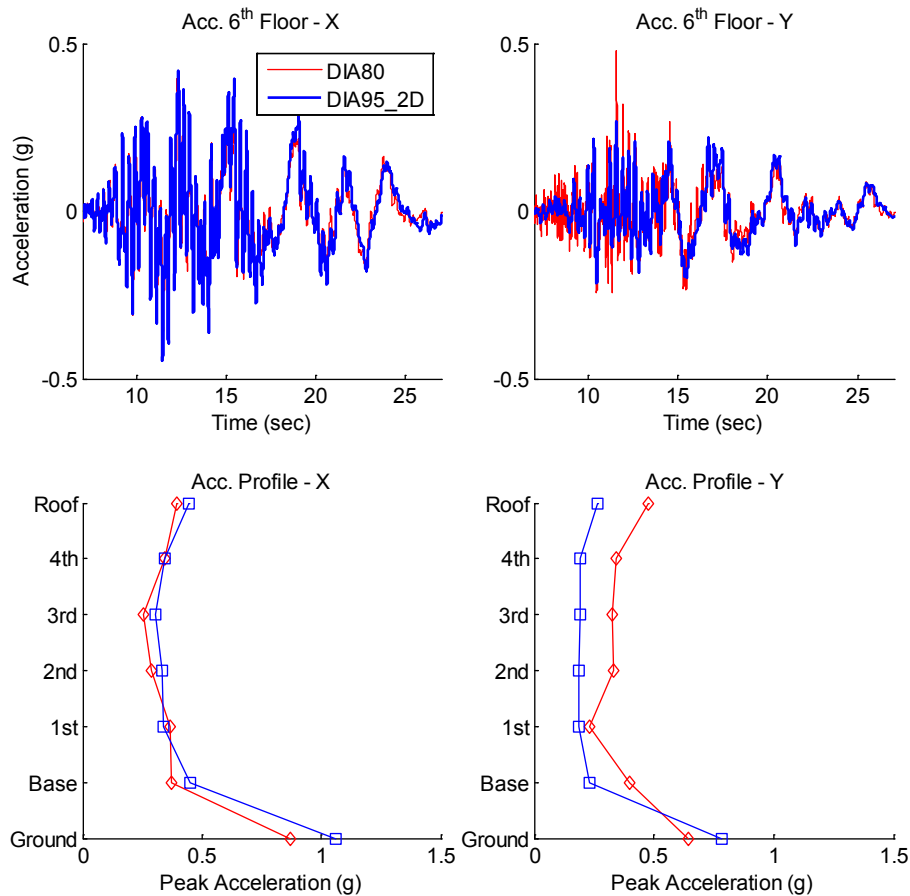 Acc. 6th Floor - X
Acc. 6th Floor - Y
0.5
0
-0.5
Acceleration (g)
DIA80
DIA95_2D
10 15 20 25
Time (sec)
0.5
0
-0.5
10 15 20 25
Time (sec)
Acc. Profile - X
Roof
4th
3rd
2nd
1st
Base
Ground
0 0.5 1 1.5
Peak Acceleration (g)
Acc. Profile - Y
Roof
4th
3rd
2nd
1st
Base
Ground
0 0.5 1 1.5
Peak Acceleration (g)